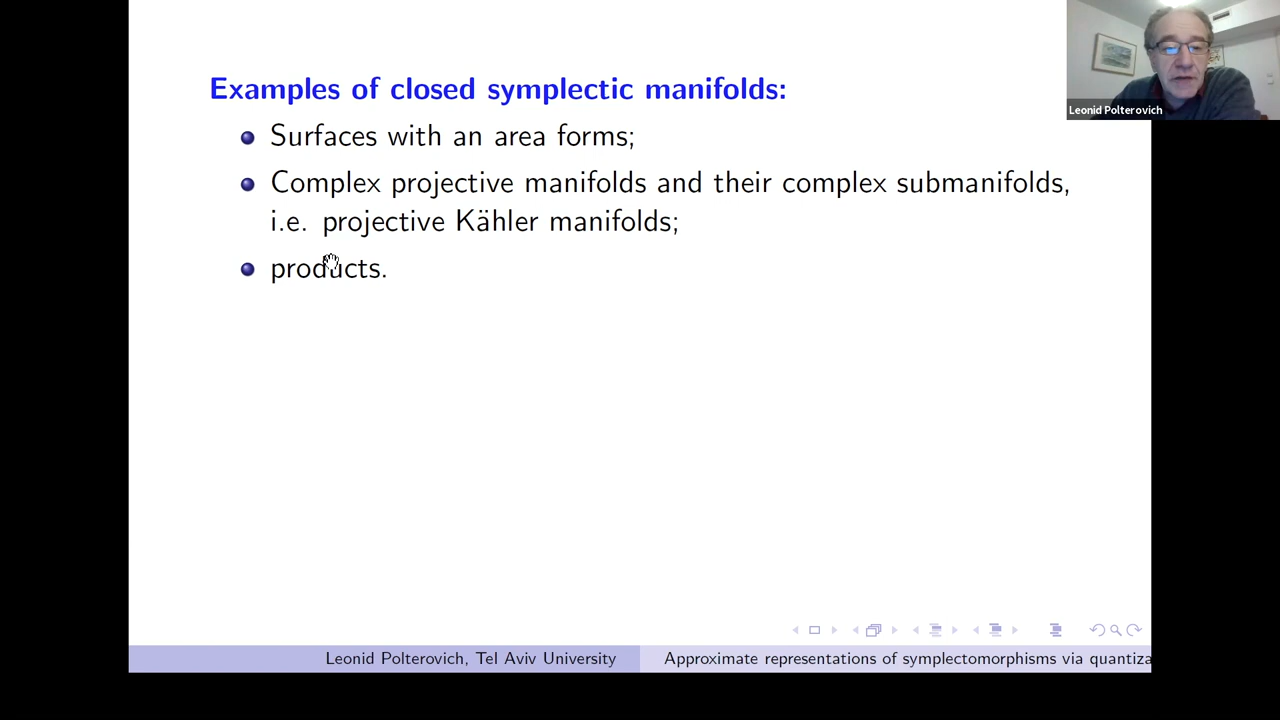 Examples of closed symplectic manifolds:
Surfaces with an area forms;
Complex projective manifolds and their complex submanifolds,
i.e. projective Kähler manifolds;
products.
Leonid Polterovich
Leonid Polterovich, Tel Aviv University
Approximate representations of symplectomorphisms via quantiza